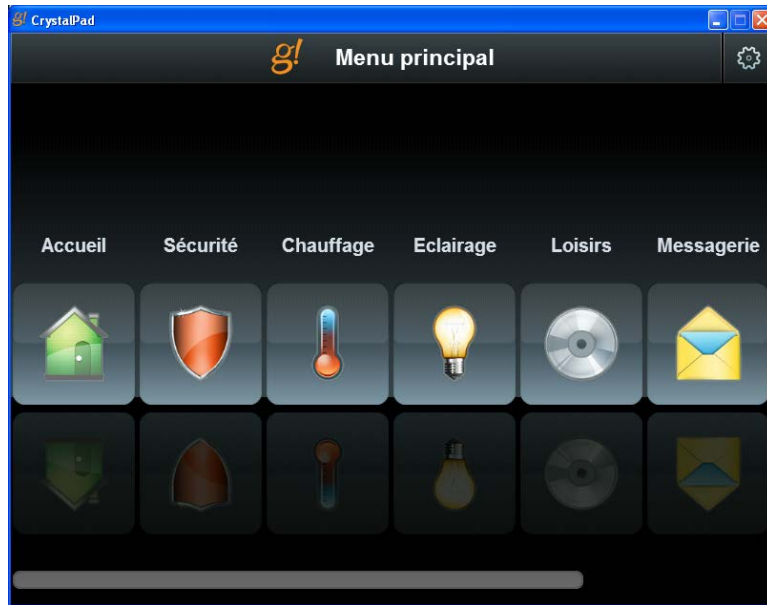 g! CrystalPad
g! Menu principal
Accueil Sécurité Chauffage Eclairage Loisirs Messagerie